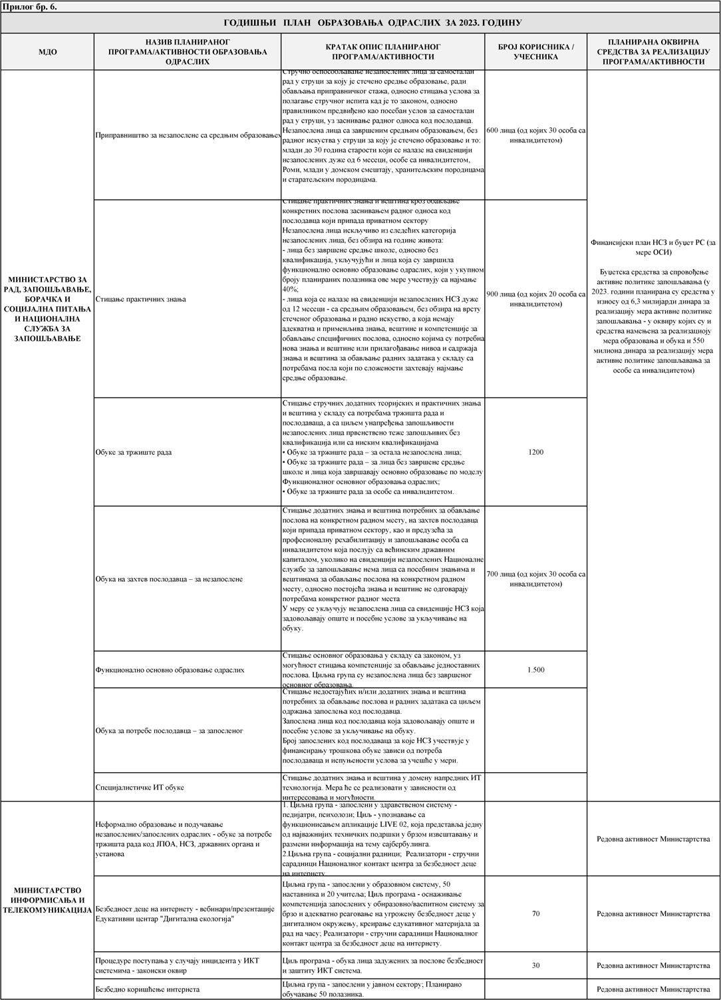 Прилог бр. 6.
ГОДИШЊИ ПЛАН ОБРАЗОВАЊА ОДРАСЛИХ ЗА 2023. ГОДИНУ
МДО
НАЗИВ ПЛАНИРАНОГ
ПРОГРАМА/АКТИВНОСТИ ОБРАЗОВАЊА
ОДРАСЛИХ
КРАТАК ОПИС ПЛАНИРАНОГ
ПРОГРАМА/АКТИВНОСТИ
БРОЈ КОРИСНИКА /
УЧЕСНИКА
ПЛАНИРАНА ОКВИРНА
СРЕДСТВА ЗА РЕАЛИЗАЦИЈУ
ПРОГРАМА/АКТИВНОСТИ
МИНИСТАРСТВО ЗА
РАД, ЗАПОШЉАВАЊЕ,
БОРАЧКА И
СОЦИЈАЛНА ПИТАЊА
И НАЦИОНАЛНА
СЛУЖБА ЗА
ЗАПОШЉАВАЊЕ
Приправништво за незапослене са средњим образовањем
Стручно оспособљавање незапослених лица за самосталан
рад у струци за коју је стечено средње образовање, ради
обављања приправничког стажа, односно стицања услова за
полагање стручног испита кад је то законом, односно
правилником предвиђено као посебан услов за самосталан
рад у струци, уз заснивање радног односа код послодавца.
Незапослена лица са завршеним средњим образовањем, без
радног искуства у струци за коју је стечено образовање и то:
млади до 30 година старости који се налазе на свиденцији
незапослених дуже од 6 месеци, особе са инвалидитетом,
Роми, млади у домском смештају, хранитељским породицама
и старатељским породицама.
600 лица (од којих 30 особа са
инвалидитетом)
Стицање практичних знања
Стицање практичних знања и вештина кроз обављање
конкретних послова заснивањем радног односа код
послодавца који припада приватном сектору
Незапослена лица искључиво из следећих категорија
незапослених лица, без обзира на године живота:
- лица без завршене средње школе, односно без
квалификација, укључујући и лица која су завршила
функционално основно образовање одраслих, који у укупном
броју планираних полазника ове мере учествују са најмање
40%;
- лица која се налазе на свиденцији незапослених НСЗ дуже
од 12 месеци - са средњим образовањем, без обзира на врсту
стеченог образовања и радно искуство, а која немају
адекватна и применљива знања, вештине и компетенције за
обављање специфичних послова, односно којима су потребна
нова знања и вештине или прилагођавање нивоа и садржаја
знања и вештина за обављање радних задатака у складу са
потребама посла који по сложености захтевају најмање
средње образовање.
900 лица (од којих 20 особа са
инвалидитетом)
Финансијски план НСЗ и буџет РС (за
мере ОСИ)
Буџетска средства за спровођење
активне политике запошљавања (у
2023. години планирана су средства у
износу од 6,3 милијарди динара за
реализацију мера активне политике
запошљавања - у оквиру којих су и
средства намењена за реализациоју
мера образовања и обука и 550
милиона динара за реализацију мера
активне политике запошљавања за
особе са инвалидитетом)
Обуке за тржиште рада
Стицање стручних додатних теоријских и практичних знања
и вештина у складу са потребама тржишта рада и
послодаваца, а са циљем унапређења запошљивости
незапослених лица првенствено теже запошљивих без
квалификација или са ниским квалификацијама
• Обуке за тржиште рада – за остала незапослена лица;
• Обуке за тржиште рада – за лица без завршене средње
школе и лица која завршавају основно образовање по моделу
Функционалног основног образовања одраслих;
• Обуке за тржиште рада за особе са инвалидитетом.
1200
Обука на захтев послодавца – за незапослене
Стицање додатних знања и вештина потребних за обављање
послова на конкретном радном месту, на захтев послодавца
који припада приватном сектору, као и предузећа за
професионалну рехабилитацију и запошљавање особа са
инвалидитетом која послују са већинским државним
капиталом, уколико на евиденцији незапослених Националне
службе за запошљавање нема лица са посебним знањима и
вештинама за обављање послова на конкретном радном
месту, односно постојећа знања и вештине не одговарају
потребама конкретног радног места
У меру се укључују незапослена лица са евиденције НСЗ која
задовољавају опште и посебне услове за укључивање на
обуку.
700 лица (од којих 30 особа са
инвалидитетом)
Функционално основно образовање одраслих
Стицање основног образовања у складу са законом, уз
могућност стицања компетенције за обављање једноставних
послова. Циљна група су незапослена лица без завршеног
основног образовања.
1.500
Обука за потребе послодавца – за запосленог
Стицање недостајућих и/или додатних знања и вештина
потребних за обављање послова и радних задатака са циљем
одржања запослења код послодавца.
Запослена лица код послодавца која задовољавају опште и
посебне услове за укључивање на обуку.
Број запослених код послодаваца за које НСЗ учествује у
финансирању трошкова обуке зависи од потреба
послодаваца и испуњености услова за учешће у мери.
Специјалистичке ИТ обуке
Стицање додатних знања и вештина у домену напредних ИТ
технологија. Мера ће се реализовати у зависности од
интересовања и могућности.
МИНИСТАРСТВО
ИНФОРМИСАЊА И
ТЕЛЕКОМУНИКАЦИЈА
Неформално образовање и подучавање
незапослених/запослених одраслих - обуке за потребе
тржишта рада код ЈПОА, НСЗ, државних органа и
установа
1. Циљна група - запослени у здравственом систему -
педијатри, психолози; Циљ - упознавање са
функционисањем апликације LIVE 02, која представља једну
од најважнијих техничких подршки у брзом извештавању и
размени информација на тему сајбербулинга.
2.Циљна група - социјални радници; Реализатори - стручни
сарадници Националног контакт центра за безбедност деце
на интернету.
Редовна активност Министартства
Безбедност деце на интернету - вебинари/презентације
Едукативни центар "Дигитална екологија"
Циљна група - запослени у образовном систему, 50
наставника и 20 учитеља; Циљ програма - оснаживање
компетенција запослених у обнразовно/васпитном систему за
брзо и адекватно реаговање на угрожену безбедност деце у
дигиталном окружењу, креирање едукативног материјала за
рад на часу; Реализатори - стручни сарадници Националног
контакт центра за безбедност деце на интернету.
70
Редовна активност Министартства
Процедуре поступања у случају инцидента у ИКТ
системима - законски оквир
Циљ програма - обука лица задужених за послове безбедност
и заштиту ИКТ система.
30
Редовна активност Министартства
Безбедно коришћење интернета
Циљна група - запослени у јавном сектору; Планирано
обучавање 50 полазника.
Редовна активност Министартства